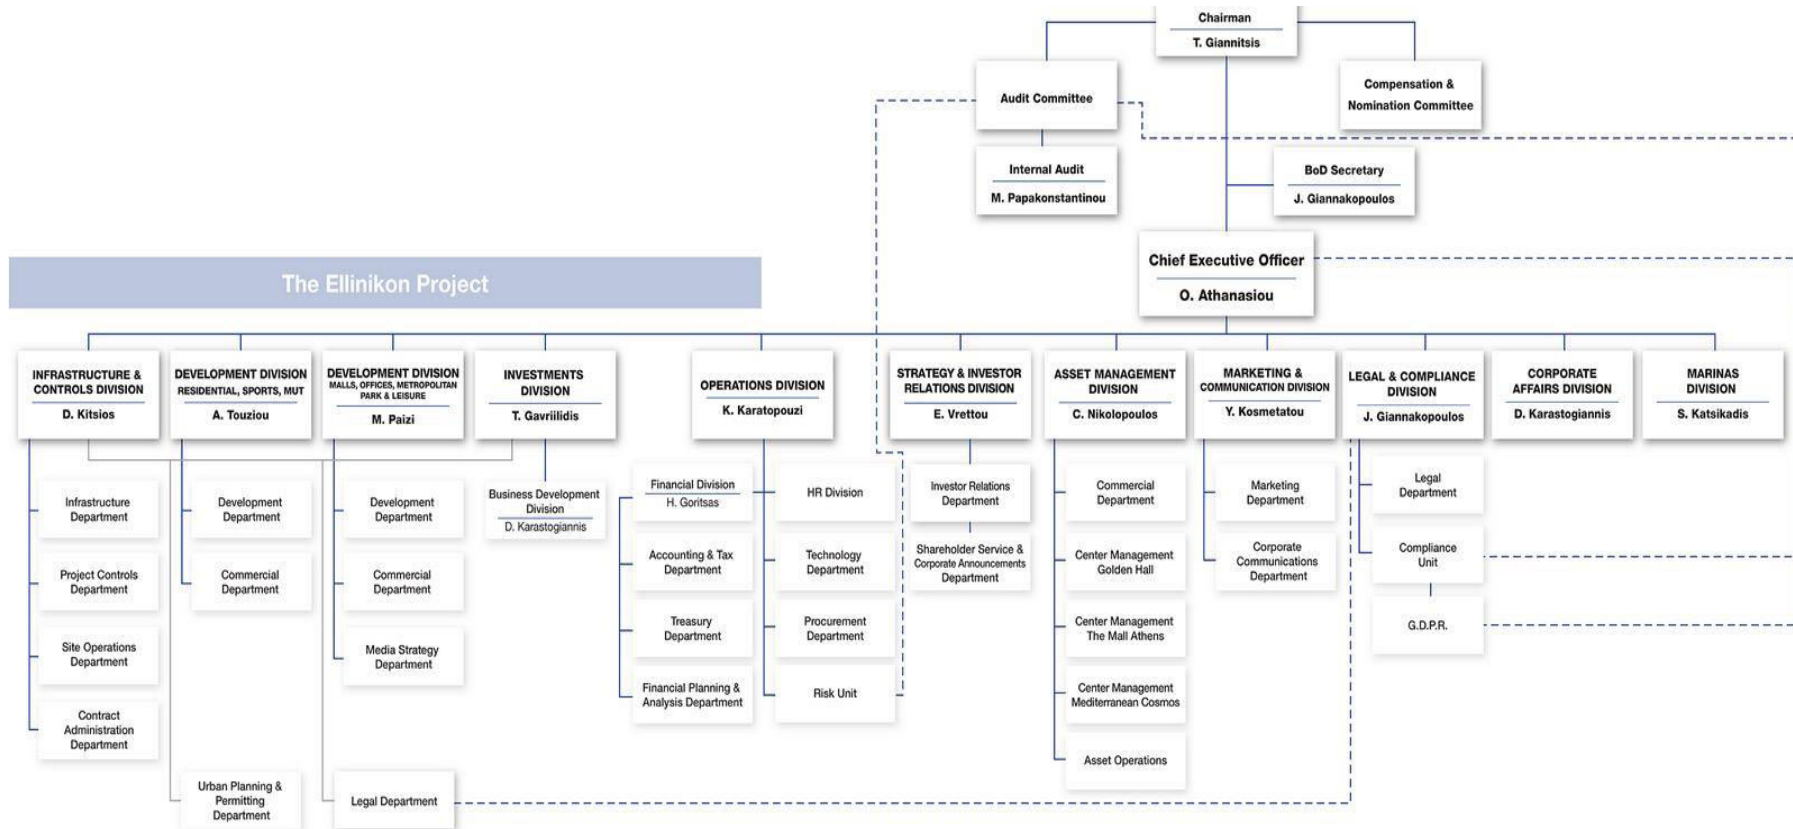 Chairman
T. Giannitsis
Audit Committee
Compensation &
Nomination Committee
Internal Audit
M. Papakonstantinou
BoD Secretary
J. Giannakopoulos
Chief Executive Officer
O. Athanasiou
The Ellinikon Project
INFRASTRUCTURE &
CONTROLS DIVISION
D. Kitsios
DEVELOPMENT DIVISION
RESIDENTIAL, SPORTS, MUT
A. Touziou
DEVELOPMENT DIVISION
MALLS, OFFICES, METROPOLITAN
PARK & LEISURE
M. Paizi
INVESTMENTS
DIVISION
T. Gavriilidis
OPERATIONS DIVISION
K. Karatopouzi
STRATEGY & INVESTOR
RELATIONS DIVISION
E. Vrettou
ASSET MANAGEMENT
DIVISION
C. Nikolopoulos
MARKETING &
COMMUNICATION DIVISION
Y. Kosmetatou
LEGAL & COMPLIANCE
DIVISION
J. Giannakopoulos
CORPORATE
AFFAIRS DIVISION
D. Karastogiannis
MARINAS
DIVISION
S. Katsikadis
Infrastructure
Department
Project Controls
Department
Site Operations
Department
Contract
Administration
Department
Development
Department
Commercial
Department
Urban Planning &
Permitting
Department
Development
Department
Commercial
Department
Media Strategy
Department
Legal Department
Business Development
Division
D. Karastogiannis
Financial Division
H. Goritsas
Accounting & Tax
Department
Treasury
Department
Financial Planning &
Analysis Department
HR Division
Technology
Department
Procurement
Department
Risk Unit
Investor Relations
Department
Shareholder Service &
Corporate Announcements
Department
Commercial
Department
Center Management
Golden Hall
Center Management
The Mall Athens
Center Management
Mediterranean Cosmos
Asset Operations
Marketing
Department
Corporate
Communications
Department
Legal
Department
Compliance
Unit
G.D.P.R.